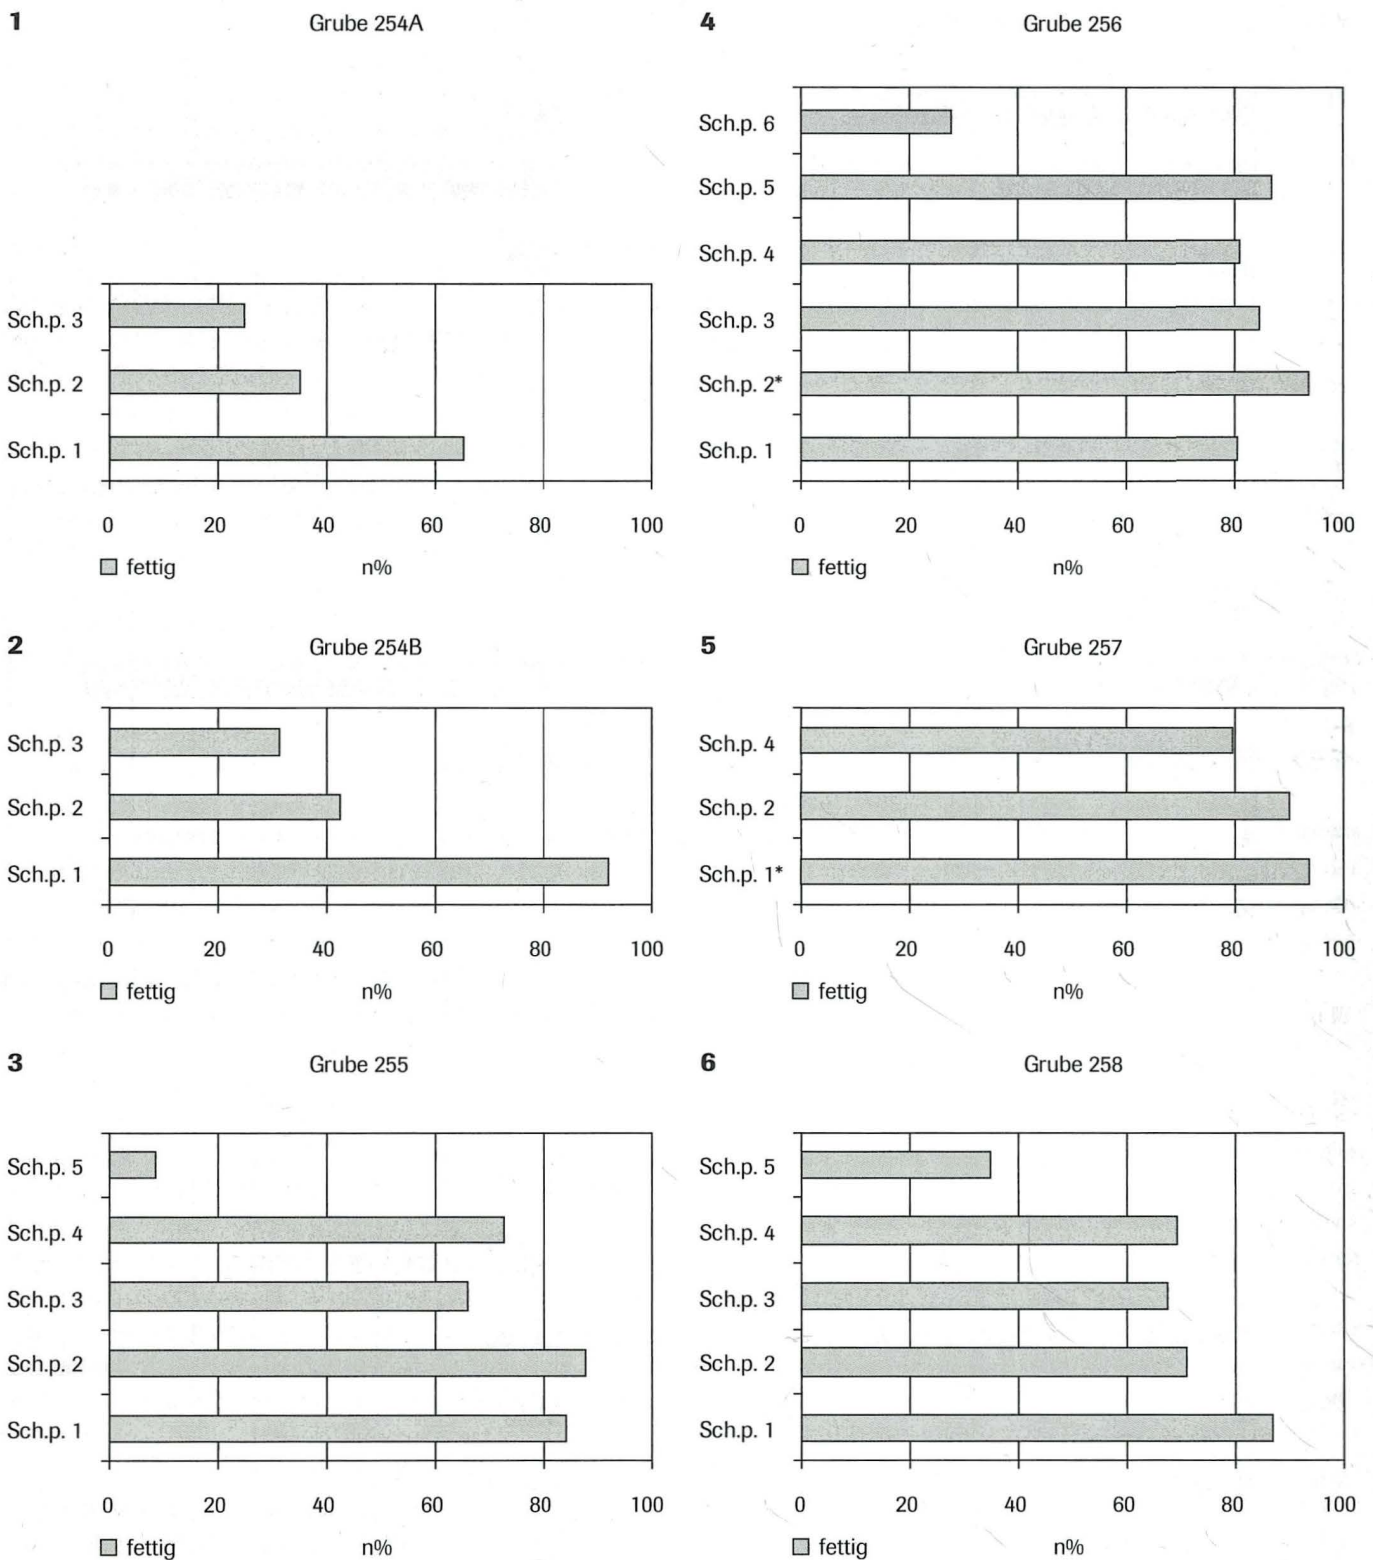 1 Grube 254A
Sch.p. 3
Sch.p. 2
Sch.p. 1
0 20 40 60 80 100
fettig n%
2 Grube 254B
Sch.p. 3
Sch.p. 2
Sch.p. 1
0 20 40 60 80 100
fettig n%
3 Grube 255
Sch.p. 5
Sch.p. 4
Sch.p. 3
Sch.p. 2
Sch.p. 1
0 20 40 60 80 100
fettig n%
4 Grube 256
Sch.p. 6
Sch.p. 5
Sch.p. 4
Sch.p. 3
Sch.p. 2*
Sch.p. 1
0 20 40 60 80 100
fettig n%
5 Grube 257
Sch.p. 4
Sch.p. 2
Sch.p. 1*
0 20 40 60 80 100
fettig n%
6 Grube 258
Sch.p. 5
Sch.p. 4
Sch.p. 3
Sch.p. 2
Sch.p. 1
0 20 40 60 80 100
fettig n%